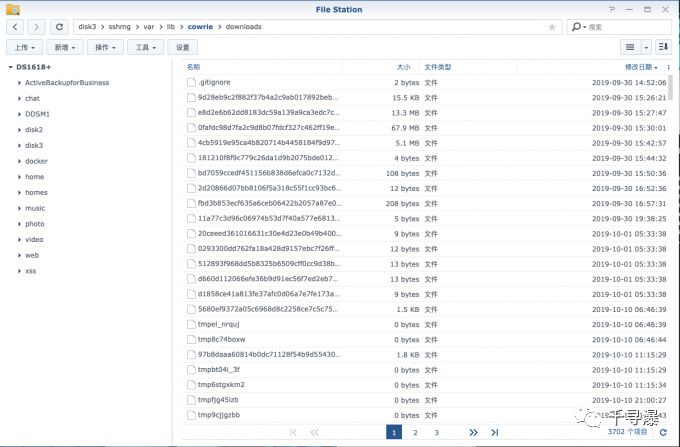 File Station
disk3 sshmg var lib cowrie downloads
搜索
上传 新增 操作 工具 设置
DS1618+
ActiveBackupforBusiness
chat
DDSM1
disk2
disk3
docker
home
homes
music
photo
video
web
xss
名称 大小 文件类型 修改日期
.gitignore 2 bytes 文件 2019-09-30 14:52:06
9d28eb9c2f882f37b4a2c9ab017892beb... 15.5 KB 文件 2019-09-30 15:26:21
e8d2e6b62dd8183dc59a139a9ca3edc7c... 13.3 MB 文件 2019-09-30 15:27:47
0fafdc98d7fa2c9d8b07fdcf327c462ff19e... 67.9 MB 文件 2019-09-30 15:30:01
4cb5919e95ca4b820714b4458184f9d97... 5.1 MB 文件 2019-09-30 15:42:57
181210f8f9c779c26da1d9b2075bde012... 4 bytes 文件 2019-09-30 15:44:32
bd7059ccedf451156b838d6efca0c7132d... 108 bytes 文件 2019-09-30 15:50:36
2d20866d07bb8106f5a318c55f1cc93bc6... 12 bytes 文件 2019-09-30 16:52:36
fbd3b853ecf635a6ceb06422b2057a87e0... 208 bytes 文件 2019-09-30 16:57:31
11a77c3d96c06974b53d7f40a577e6813... 5 bytes 文件 2019-09-30 19:38:25
20ceeed361016631c30e4d23e0b49b400... 9 bytes 文件 2019-10-01 05:33:38
0293300dd762fa18a428d9157ebc7f26ff... 12 bytes 文件 2019-10-01 05:33:38
512893f968dd5b8325b6509cff0cc9d38b... 13 bytes 文件 2019-10-01 05:33:38
d660d112066efe36b9d91ec56f7ed2eb7... 13 bytes 文件 2019-10-01 05:33:38
d1858ce41a813fe37afc0d06a7e7fe173a... 9 bytes 文件 2019-10-01 05:33:38
5680ef9372a05c6968d8c2258ce7c5c75... 1.5 KB 文件 2019-10-10 06:46:39
tmpel_nrquj 0 bytes 文件 2019-10-10 06:46:39
tmp8c74boxw 0 bytes 文件 2019-10-10 06:46:44
97b8daaa60814b0dc71128f54b9d55430... 1.8 KB 文件 2019-10-10 11:15:29
tmpbt04i_3f 0 bytes 文件 2019-10-10 11:15:29
tmp6stgxkm2 0 bytes 文件 2019-10-10 11:15:34
tmpfjg45izb 0 bytes 文件 2019-10-10 21:00:27
tmp9cjjgzbb 0 bytes 文件
1 2 3 3702 个项目
千寻瀑